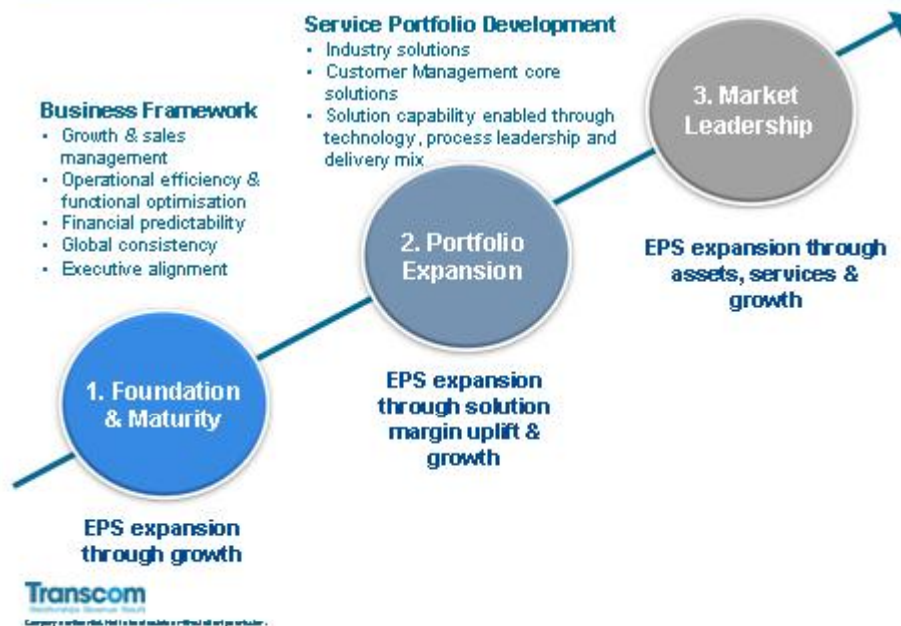 Service Portfolio Development
• Industry solutions
• Customer Management core
solutions
• Solution capability enabled through
technology, process leadership and
delivery mix
Business Framework
• Growth & sales
management
• Operational efficiency &
functional optimisation
• Financial predictability
• Global consistency
• Executive alignment
3. Market
Leadership
2. Portfolio
Expansion
EPS expansion through
assets, services &
growth
1. Foundation
& Maturity
EPS expansion
through solution
margin uplift &
growth
EPS expansion
through growth
Transcom